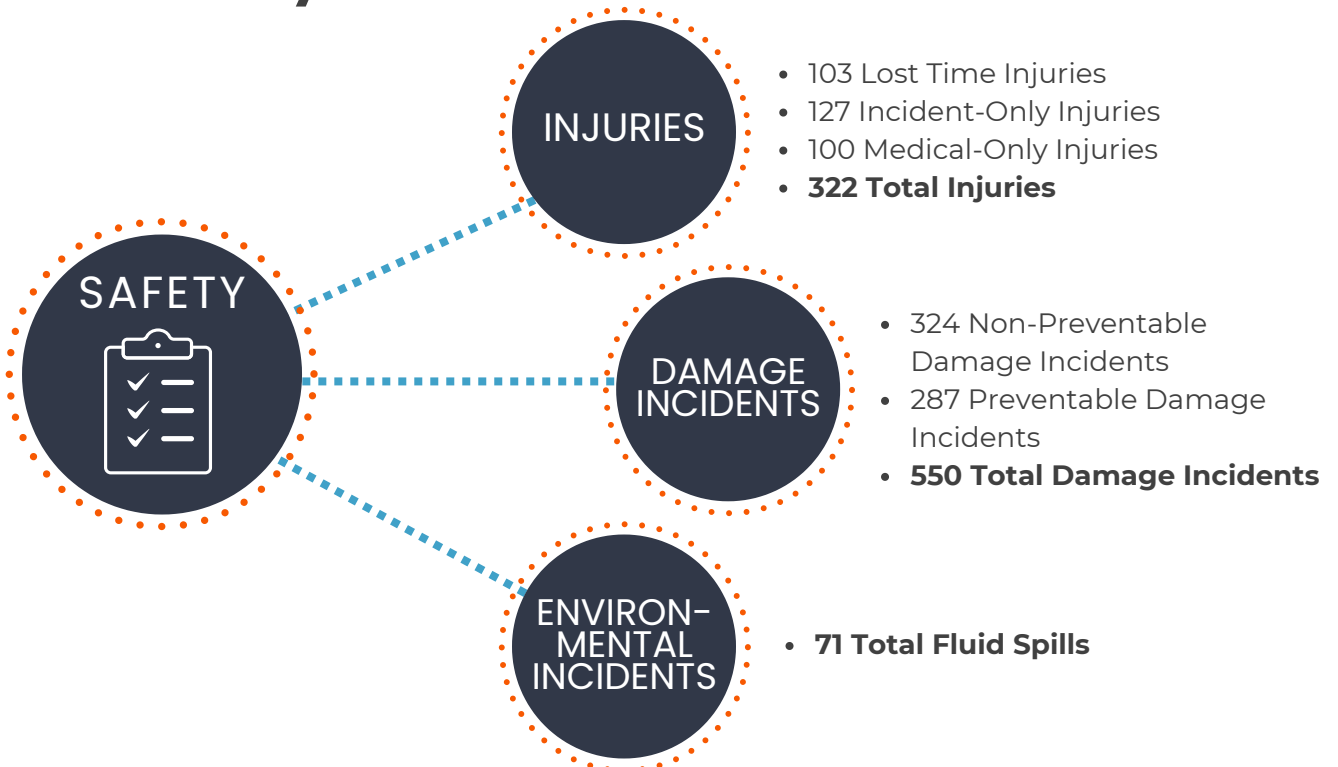 SAFETY
INJURIES
• 103 Lost Time Injuries
• 127 Incident-Only Injuries
• 100 Medical-Only Injuries
• 322 Total Injuries
DAMAGE
INCIDENTS
• 324 Non-Preventable
Damage Incidents
• 287 Preventable Damage
Incidents
• 550 Total Damage Incidents
ENVIRON-
MENTAL
INCIDENTS
• 71 Total Fluid Spills